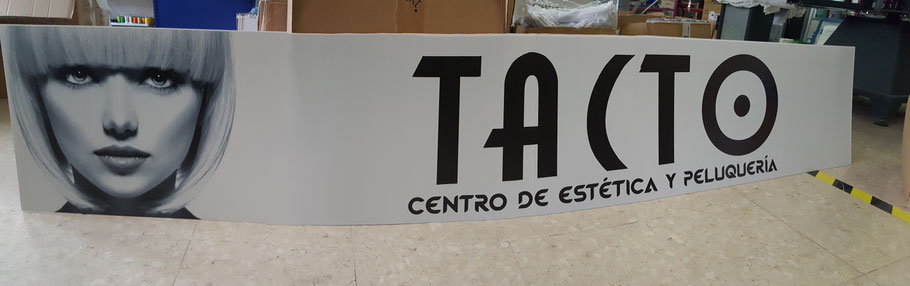 TACTO
CENTRO DE ESTÉTICA Y PELUQUERÍA